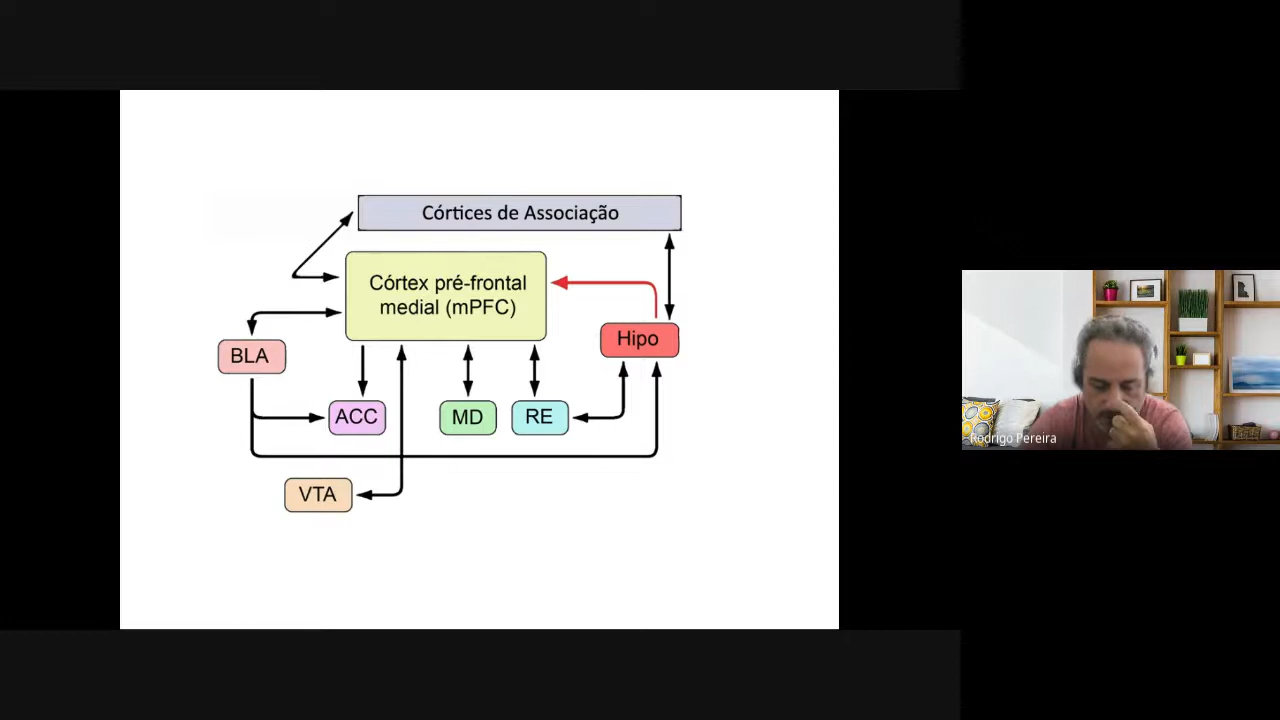 Córtices de Associação
Córtex pré-frontal
medial (mPFC)
Hipo
BLA
ACC
MD
RE
VTA
Rodrigo Pereira